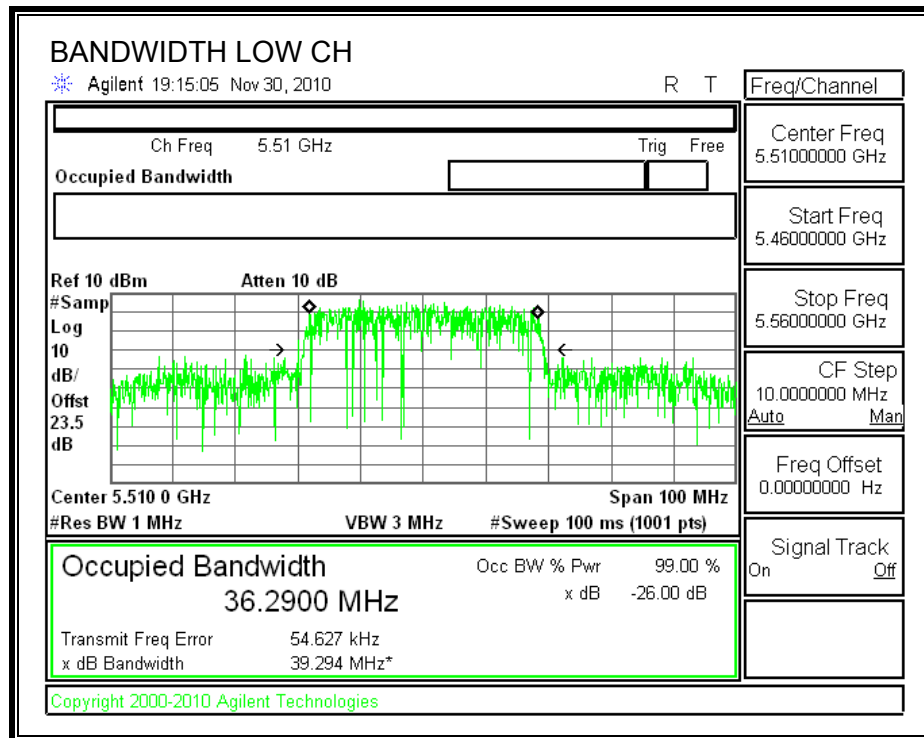 BANDWIDTH LOW CH
Agilent 19:15:05 Nov 30, 2010 R T
Freq/Channel
Ch Freq 5.51 GHz Trig Free
Occupied Bandwidth
Center Freq
5.51000000 GHz
Start Freq
5.46000000 GHz
Stop Freq
5.56000000 GHz
CF Step
10.0000000 MHz
Auto Man
Freq Offset
0.00000000 Hz
Signal Track
On Off
Ref 10 dBm Atten 10 dB
#Samp
Log
10
dB/
Offst
23.5
dB
Center 5.510 0 GHz Span 100 MHz
#Res BW 1 MHz VBW 3 MHz #Sweep 100 ms (1001 pts)
Occupied Bandwidth
36.2900 MHz
Occ BW % Pwr 99.00 %
x dB -26.00 dB
Transmit Freq Error 54.627 kHz
x dB Bandwidth 39.294 MHz*
Copyright 2000-2010 Agilent Technologies